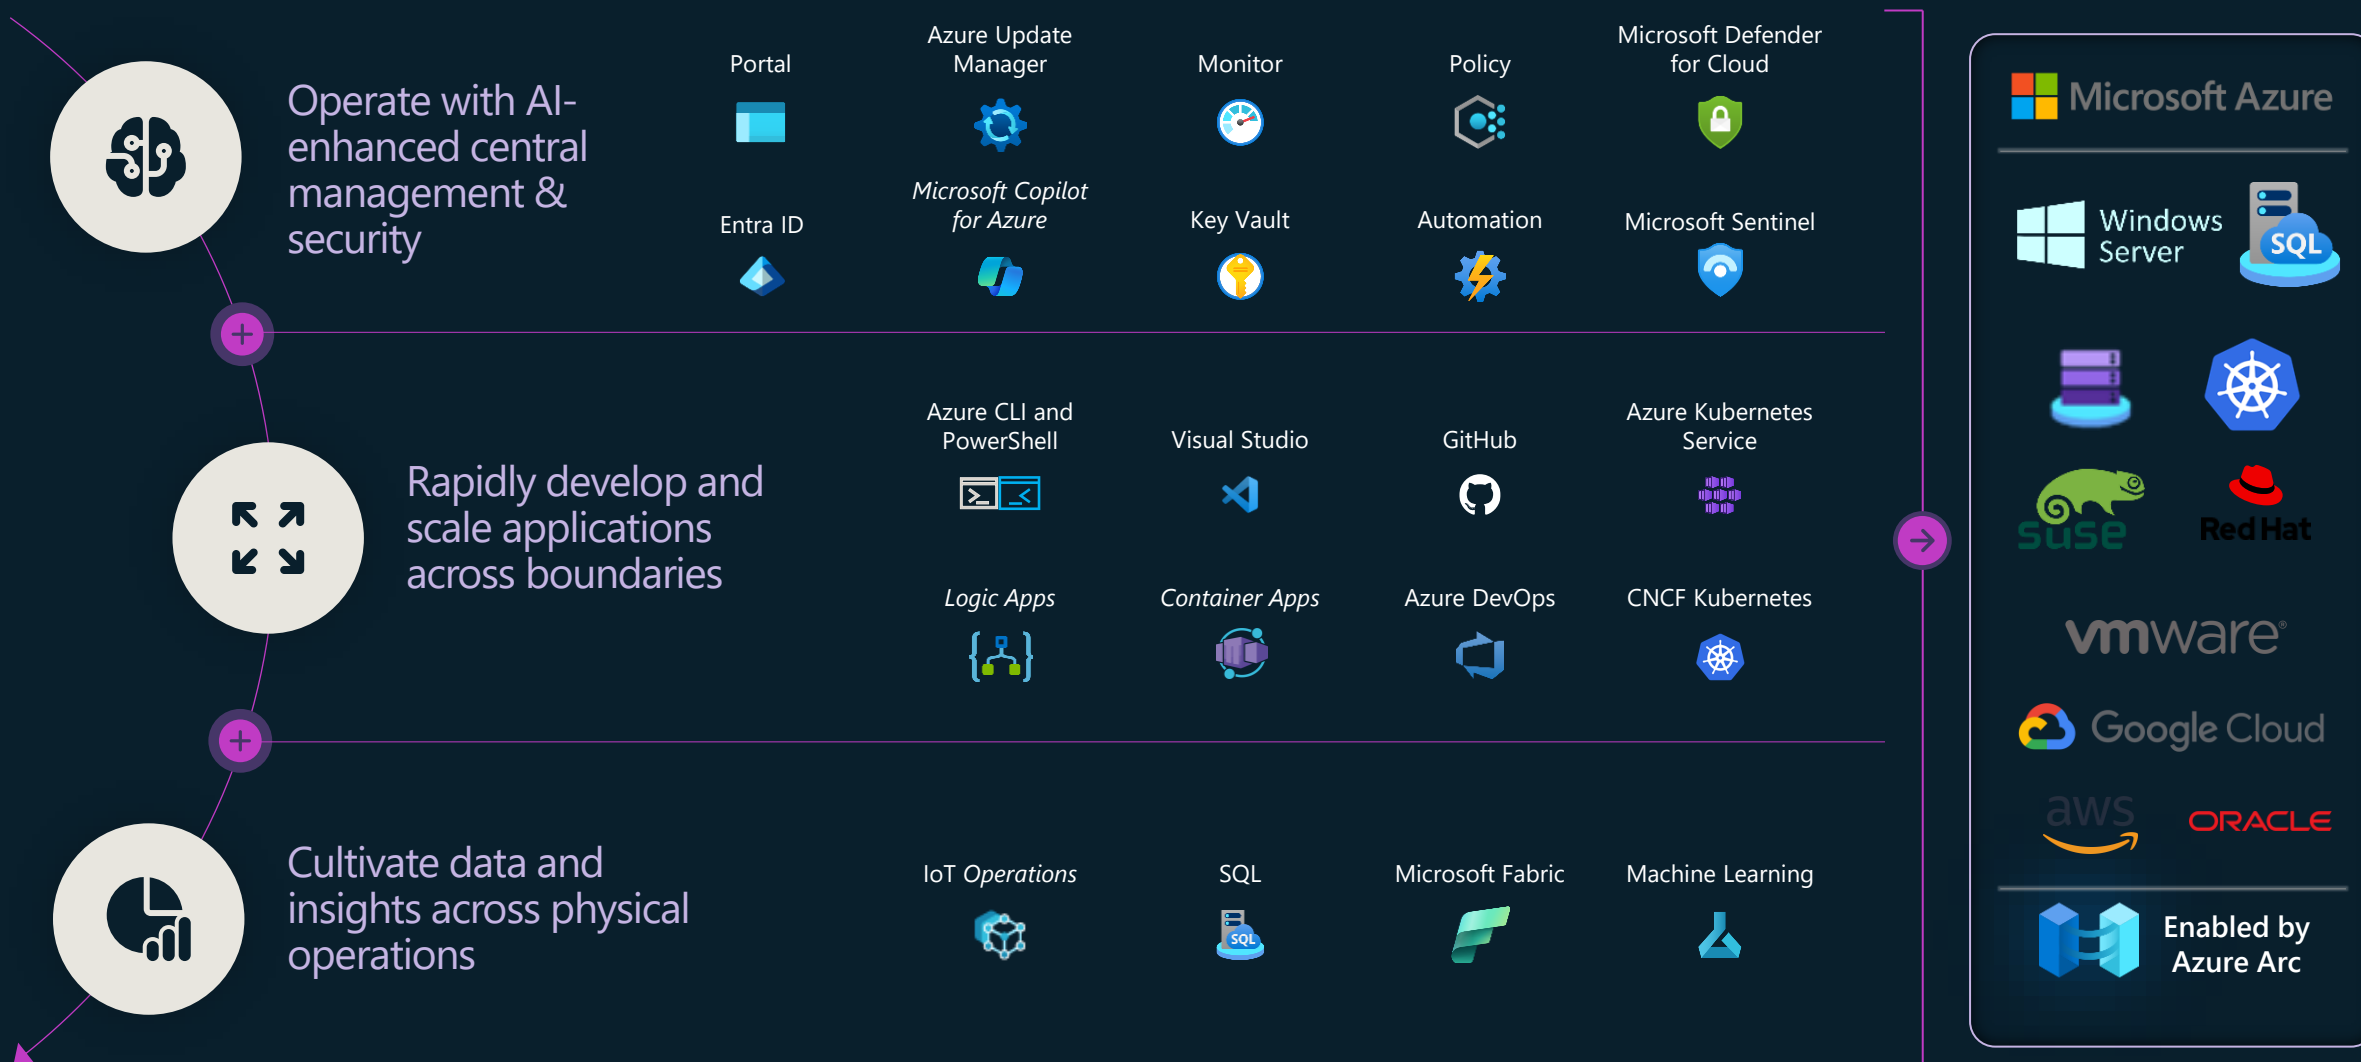 Operate with AI-
enhanced central
management &
security
Portal
Azure Update
Manager
Monitor
Policy
Microsoft Defender
for Cloud
Entra ID
Microsoft Copilot
for Azure
Key Vault
Automation
Microsoft Sentinel
Rapidly develop and
scale applications
across boundaries
Azure CLI and
PowerShell
Visual Studio
GitHub
Azure Kubernetes
Service
Logic Apps
Container Apps
Azure DevOps
CNCF Kubernetes
Cultivate data and
insights across physical
operations
IoT Operations
SQL
SQL
Microsoft Fabric
Machine Learning
Microsoft Azure
Windows
Server
SQL
SUSE
Red Hat
vmware®
Google Cloud
aws
ORACLE
Enabled by
Azure Arc